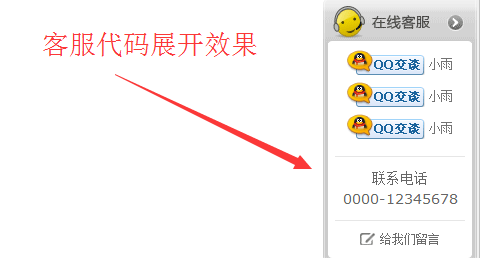 客服代码展开效果
在线客服
QQ交谈 小雨
QQ交谈 小雨
QQ交谈 小雨
联系电话
0000-12345678
给我们留言